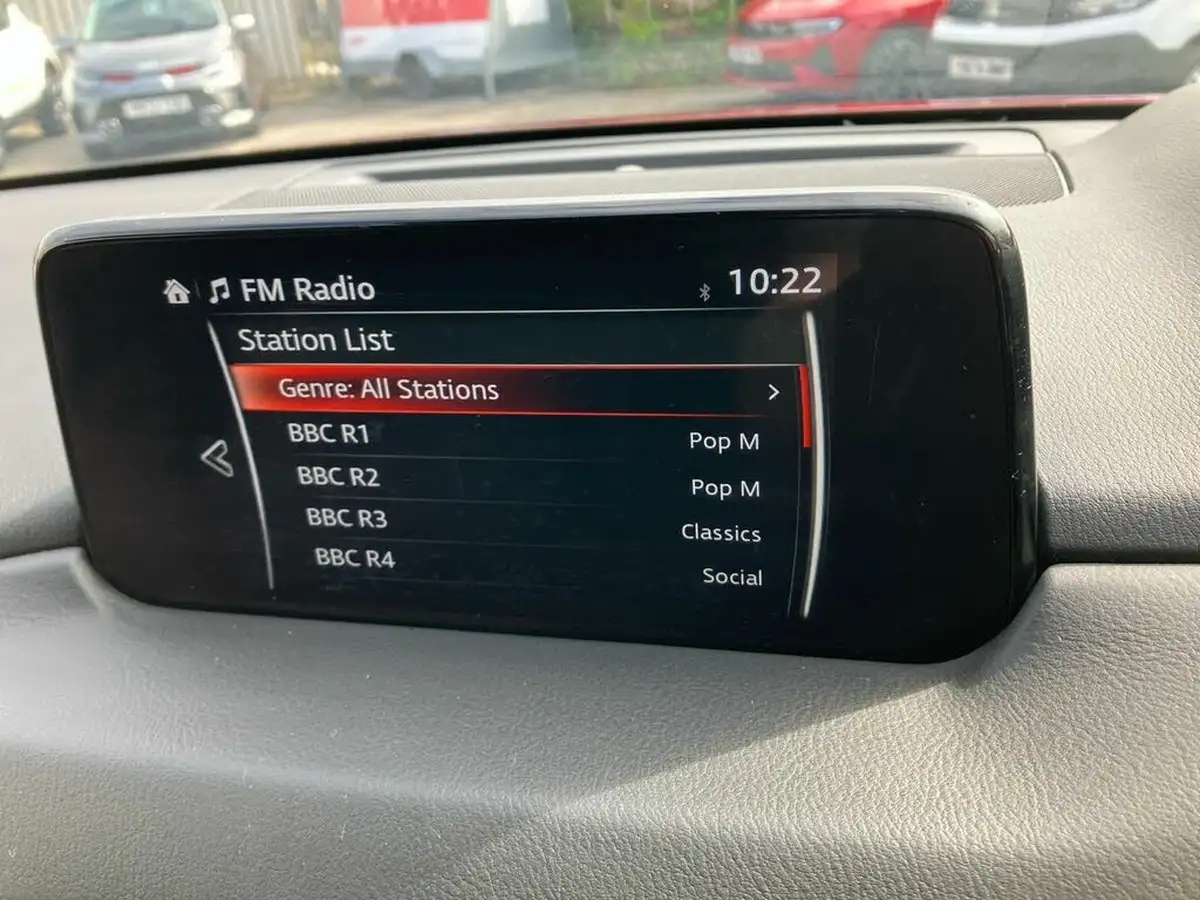 FM Radio 10:22
Station List
Genre: All Stations
BBC R1 Pop M
BBC R2 Pop M
BBC R3 Classics
BBC R4 Social